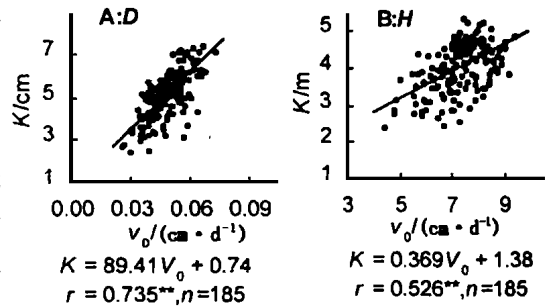 A:D
K/cm
7
5
3
1
0.00 0.03 0.06 0.09
V₀/(cm · d⁻¹)
K = 89.41V₀ + 0.74
r = 0.735**,n=185
B:H
K/m
5
4
3
2
1
3 5 7 9
V₀/(cm · d⁻¹)
K = 0.369V₀ + 1.38
r = 0.526**,n=185